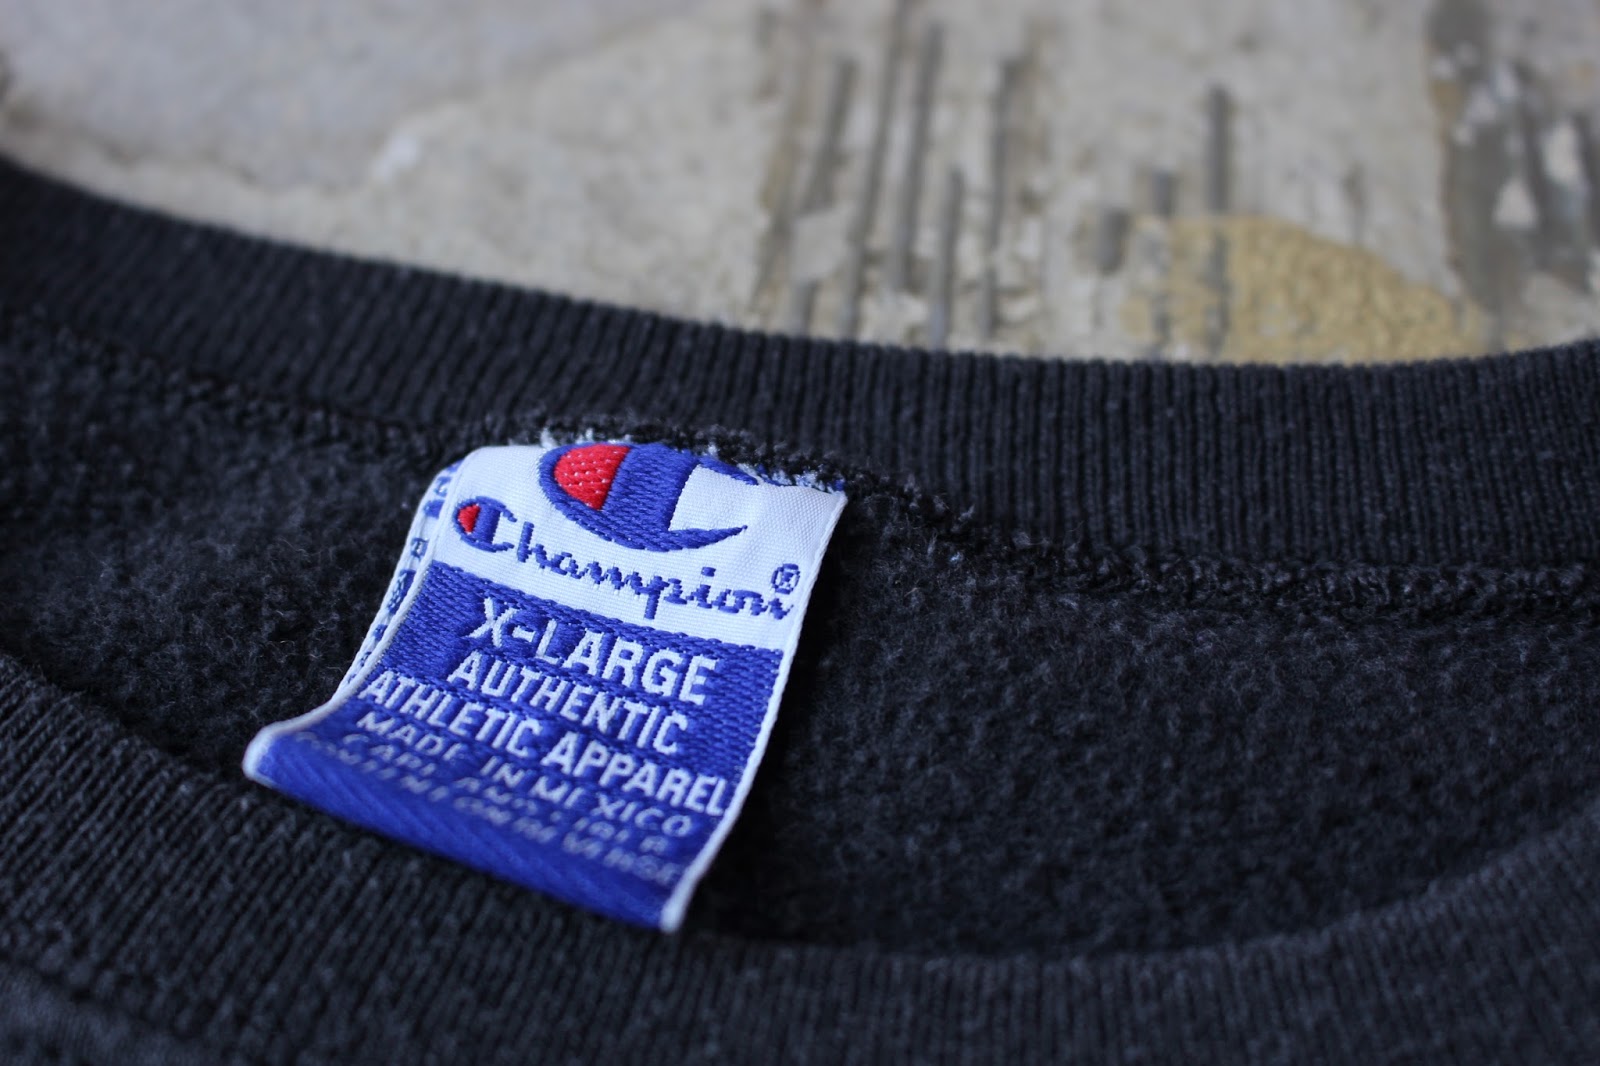 Champion®
X-LARGE
AUTHENTIC
ATHLETIC APPAREL
MADE IN MEXICO